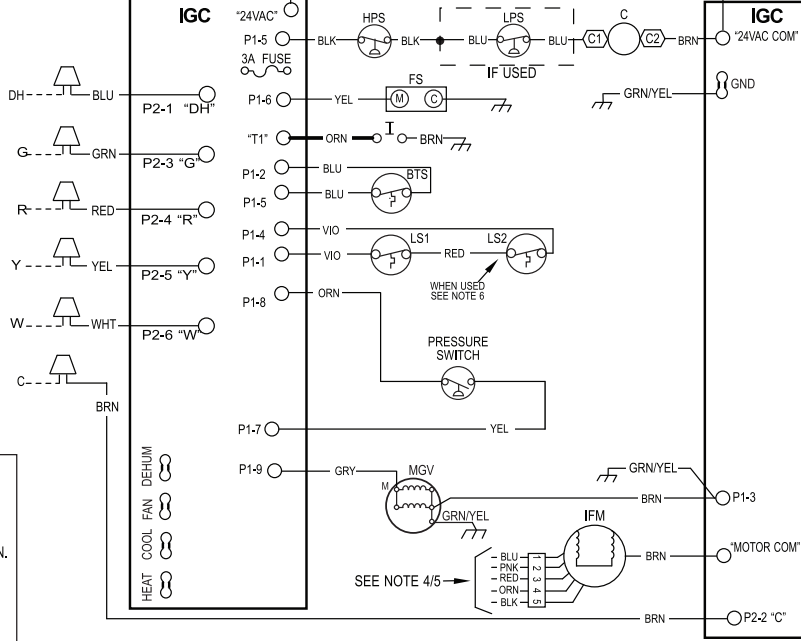 IGC
"24VAC"
HPS
LPS
C
IGC
P1-5
BLK
BLK
BLU
BLU
C1
C2
BRN
"24VAC COM"
3A FUSE
IF USED
DH
BLU
P2-1 "DH"
P1-6
YEL
FS
M
C
GRN/YEL
GND
"T1"
ORN
BRN
G
GRN
P2-3 "G"
P1-2
BLU
BTS
P1-5
BLU
R
RED
P2-4 "R"
P1-4
VIO
P1-1
VIO
LS1
RED
LS2
Y
YEL
P2-5 "Y"
WHEN USED
SEE NOTE 6
P1-8
ORN
W
WHT
P2-6 "W"
PRESSURE
SWITCH
C
BRN
P1-7
YEL
DEHUM
P1-9
GRY
MGV
M
GRN/YEL
BRN
P1-3
FAN
GRN/YEL
IFM
COOL
N.
HEAT
SEE NOTE 4/5
BLU 1
PNK 2
RED 3
ORN 4
BLK 5
BRN
"MOTOR COM"
BRN
P2-2 "C"